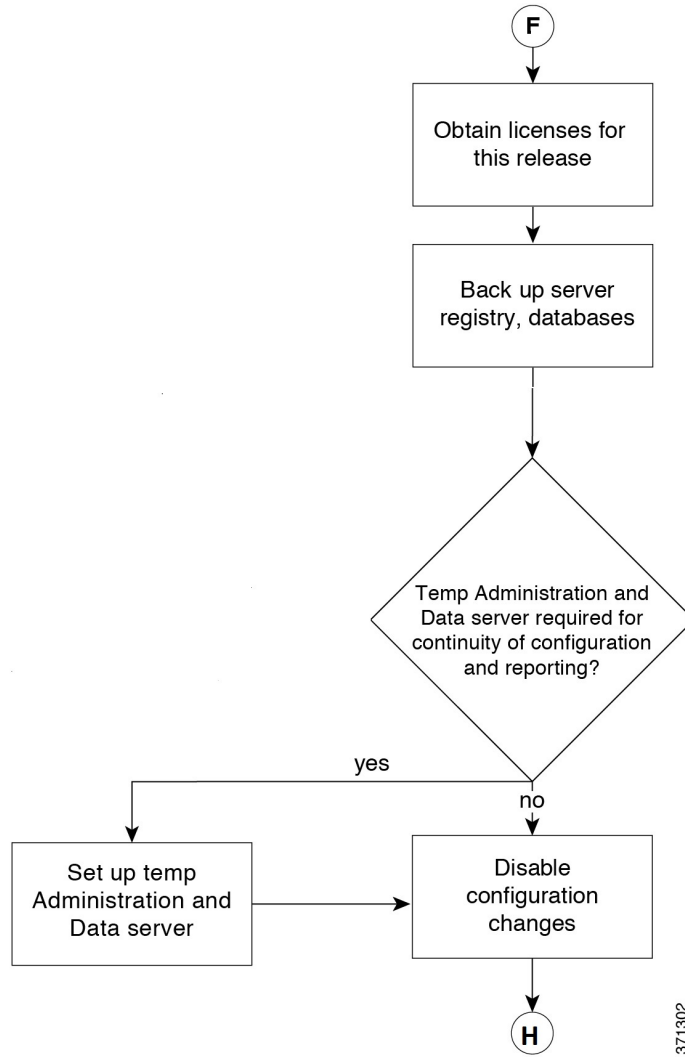 F
Obtain licenses for
this release
Back up server
registry, databases
Temp Administration and
Data server required for
continuity of configuration
and reporting?
yes
no
Set up temp
Administration and
Data server
Disable
configuration
changes
H
371302